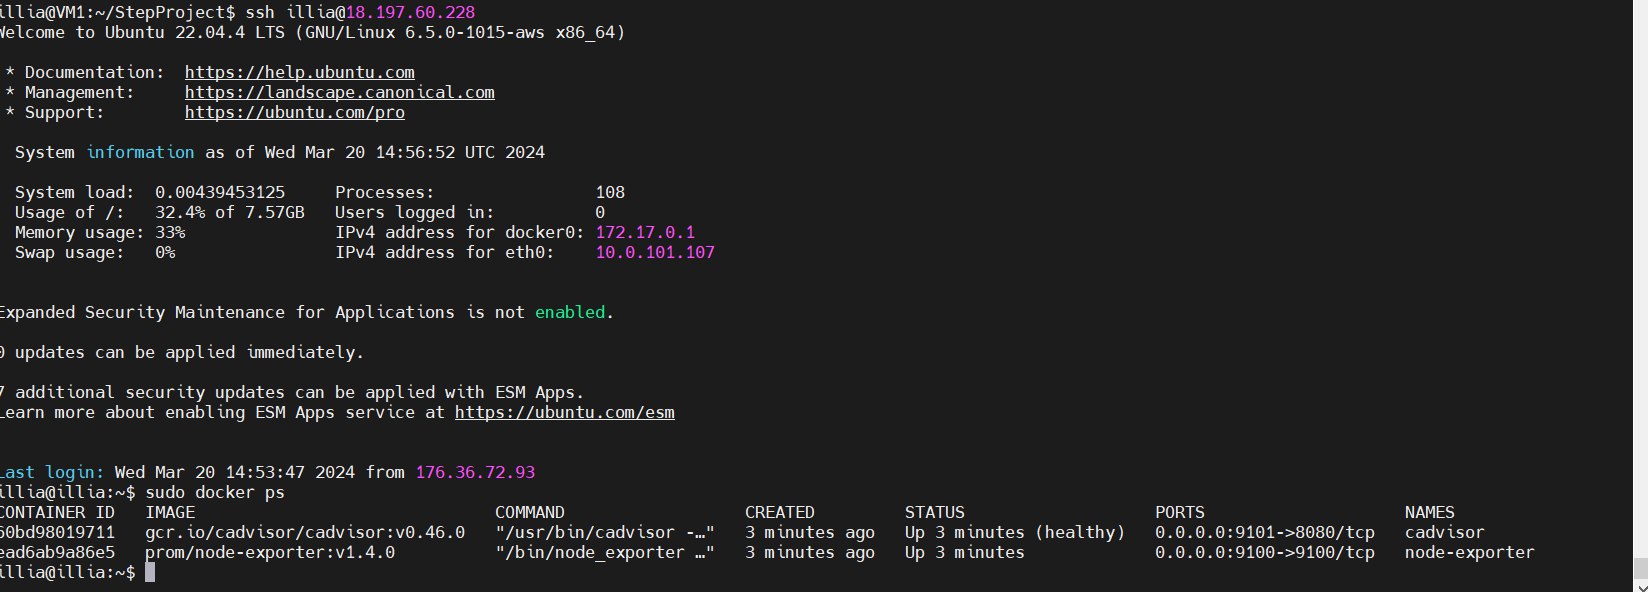 illia@VM1:~/StepProject$ ssh illia@18.197.60.228
Welcome to Ubuntu 22.04.4 LTS (GNU/Linux 6.5.0-1015-aws x86_64)
* Documentation: https://help.ubuntu.com
* Management: https://landscape.canonical.com
* Support: https://ubuntu.com/pro
System information as of Wed Mar 20 14:56:52 UTC 2024
System load: 0.00439453125 Processes: 108
Usage of /: 32.4% of 7.57GB Users logged in: 0
Memory usage: 33% IPv4 address for docker0: 172.17.0.1
Swap usage: 0% IPv4 address for eth0: 10.0.101.107
Expanded Security Maintenance for Applications is not enabled.
0 updates can be applied immediately.
7 additional security updates can be applied with ESM Apps.
Learn more about enabling ESM Apps service at https://ubuntu.com/esm
Last login: Wed Mar 20 14:53:47 2024 from 176.36.72.93
illia@illia:~$ sudo docker ps
CONTAINER ID IMAGE COMMAND CREATED STATUS PORTS NAMES
60bd98019711 gcr.io/cadvisor/cadvisor:v0.46.0 "/usr/bin/cadvisor -…" 3 minutes ago Up 3 minutes (healthy) 0.0.0.0:9101->8080/tcp cadvisor
ead6ab9a86e5 prom/node-exporter:v1.4.0 "/bin/node_exporter …" 3 minutes ago Up 3 minutes 0.0.0.0:9100->9100/tcp node-exporter
illia@illia:~$